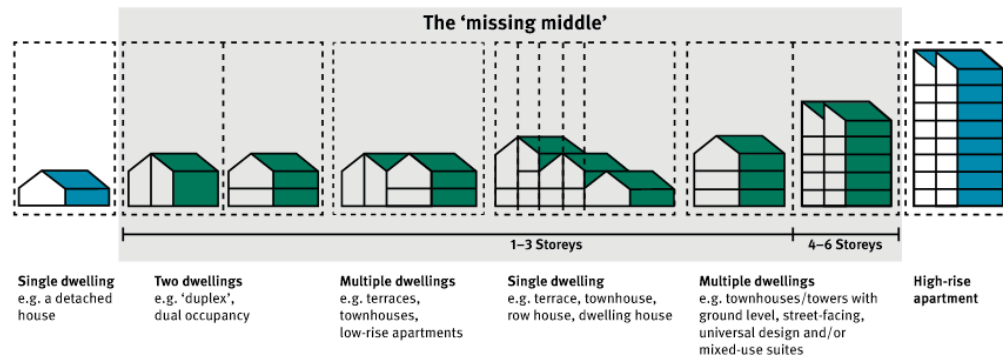 The ‘missing middle’
1–3 Storeys
4–6 Storeys
Single dwelling
e.g. a detached
house
Two dwellings
e.g. ‘duplex’,
dual occupancy
Multiple dwellings
e.g. terraces,
townhouses,
low-rise apartments
Single dwelling
e.g. terrace, townhouse,
row house, dwelling house
Multiple dwellings
e.g. townhouses/towers with
ground level, street-facing,
universal design and/or
mixed-use suites
High-rise
apartment